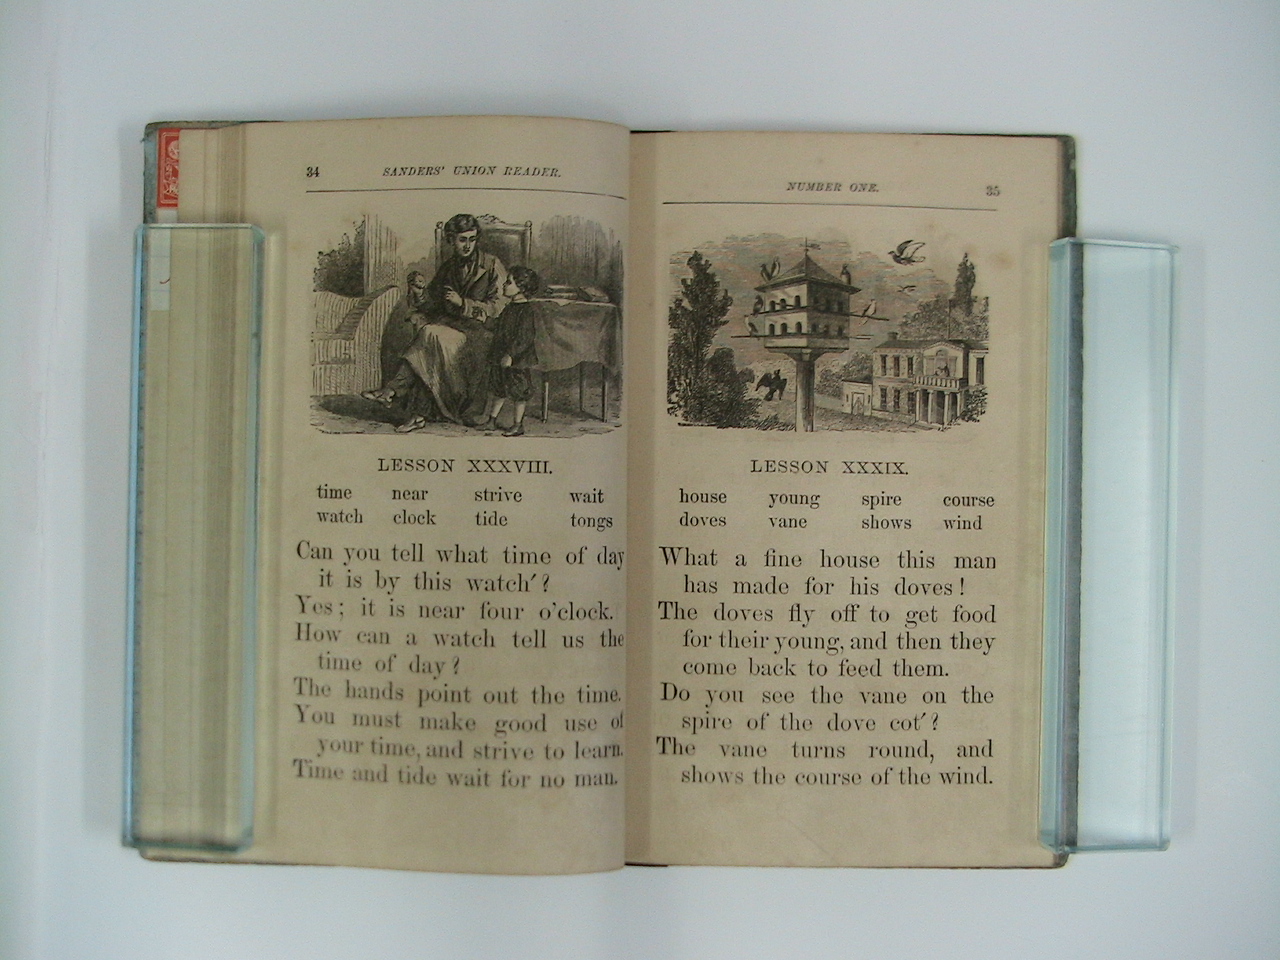 34 SANDERS' UNION READER.
LESSON XXXVIII.
time near strive wait
watch clock tide tongs
Can you tell what time of day
it is by this watch′?
Yes; it is near four o'clock.
How can a watch tell us the
time of day?
The hands point out the time.
You must make good use of
your time, and strive to learn.
Time and tide wait for no man.
NUMBER ONE. 35
LESSON XXXIX.
house young spire course
doves vane shows wind
What a fine house this man
has made for his doves!
The doves fly off to get food
for their young, and then they
come back to feed them.
Do you see the vane on the
spire of the dove cot′?
The vane turns round, and
shows the course of the wind.